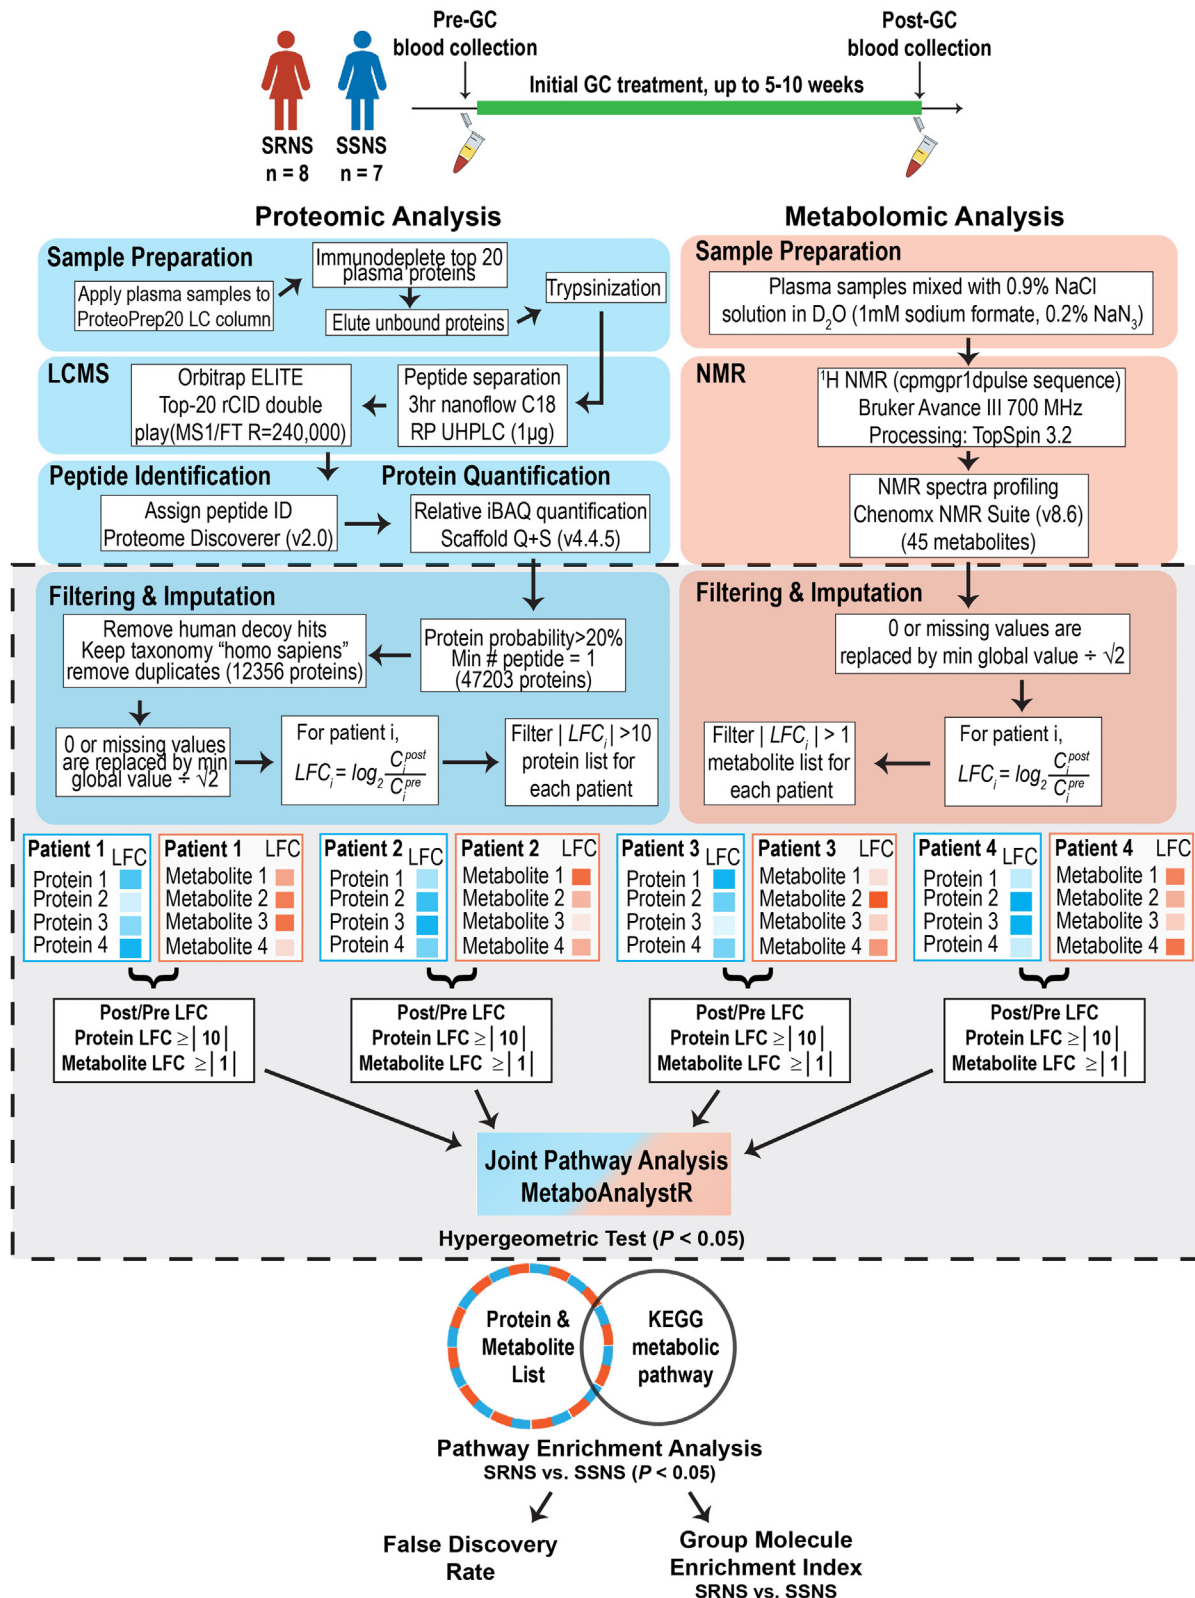 Pre-GC
blood collection
Post-GC
blood collection
Initial GC treatment, up to 5-10 weeks
SRNS
n = 8
SSNS
n = 7
Proteomic Analysis
Sample Preparation
Apply plasma samples to
ProteoPrep20 LC column
Immunodeplete top 20
plasma proteins
Elute unbound proteins
Trypsinization
LCMS
Orbitrap ELITE
Top-20 rCID double
play(MS1/FT R=240,000)
Peptide separation
3hr nanoflow C18
RP UHPLC (1µg)
Peptide Identification
Assign peptide ID
Proteome Discoverer (v2.0)
Protein Quantification
Relative iBAQ quantification
Scaffold Q+S (v4.4.5)
Metabolomic Analysis
Sample Preparation
Plasma samples mixed with 0.9% NaCl
solution in D₂O (1mM sodium formate, 0.2% NaN₃)
NMR
¹H NMR (cpmgpr1dpulse sequence)
Bruker Avance III 700 MHz
Processing: TopSpin 3.2
NMR spectra profiling
Chenomx NMR Suite (v8.6)
(45 metabolites)
Filtering & Imputation
Remove human decoy hits
Keep taxonomy “homo sapiens”
remove duplicates (12356 proteins)
Protein probability>20%
Min # peptide = 1
(47203 proteins)
0 or missing values
are replaced by min
global value ÷ √2
For patient i,
LFCᵢ = log₂ Cᵢᵖᵒˢᵗ / Cᵢᵖʳᵉ
Filter | LFCᵢ | >10
protein list for
each patient
Filtering & Imputation
0 or missing values are
replaced by min global value ÷ √2
Filter | LFCᵢ | > 1
metabolite list for
each patient
For patient i,
LFCᵢ = log₂ Cᵢᵖᵒˢᵗ / Cᵢᵖʳᵉ
Patient 1 LFC
Protein 1
Protein 2
Protein 3
Protein 4
Patient 1 LFC
Metabolite 1
Metabolite 2
Metabolite 3
Metabolite 4
Patient 2 LFC
Protein 1
Protein 2
Protein 3
Protein 4
Patient 2 LFC
Metabolite 1
Metabolite 2
Metabolite 3
Metabolite 4
Patient 3 LFC
Protein 1
Protein 2
Protein 3
Protein 4
Patient 3 LFC
Metabolite 1
Metabolite 2
Metabolite 3
Metabolite 4
Patient 4 LFC
Protein 1
Protein 2
Protein 3
Protein 4
Patient 4 LFC
Metabolite 1
Metabolite 2
Metabolite 3
Metabolite 4
Post/Pre LFC
Protein LFC ≥| 10|
Metabolite LFC ≥| 1|
Post/Pre LFC
Protein LFC ≥| 10|
Metabolite LFC ≥| 1|
Post/Pre LFC
Protein LFC ≥| 10|
Metabolite LFC ≥| 1|
Post/Pre LFC
Protein LFC ≥| 10|
Metabolite LFC ≥| 1|
Joint Pathway Analysis
MetaboAnalystR
Hypergeometric Test (P < 0.05)
Protein &
Metabolite
List
KEGG
metabolic
pathway
Pathway Enrichment Analysis
SRNS vs. SSNS (P < 0.05)
False Discovery
Rate
Group Molecule
Enrichment Index
SRNS vs. SSNS